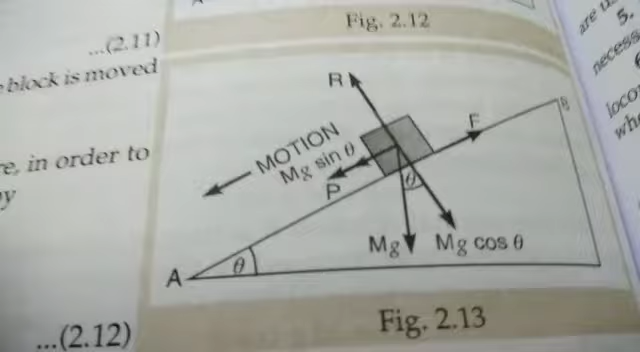 Fig. 2.12
...(2.11)
block is moved
in order to
R
MOTION
Mg sin θ
P
F
B
θ
Mg
Mg cos θ
A
θ
Fig. 2.13
...(2.12)
are
5.
necess
loco
whe